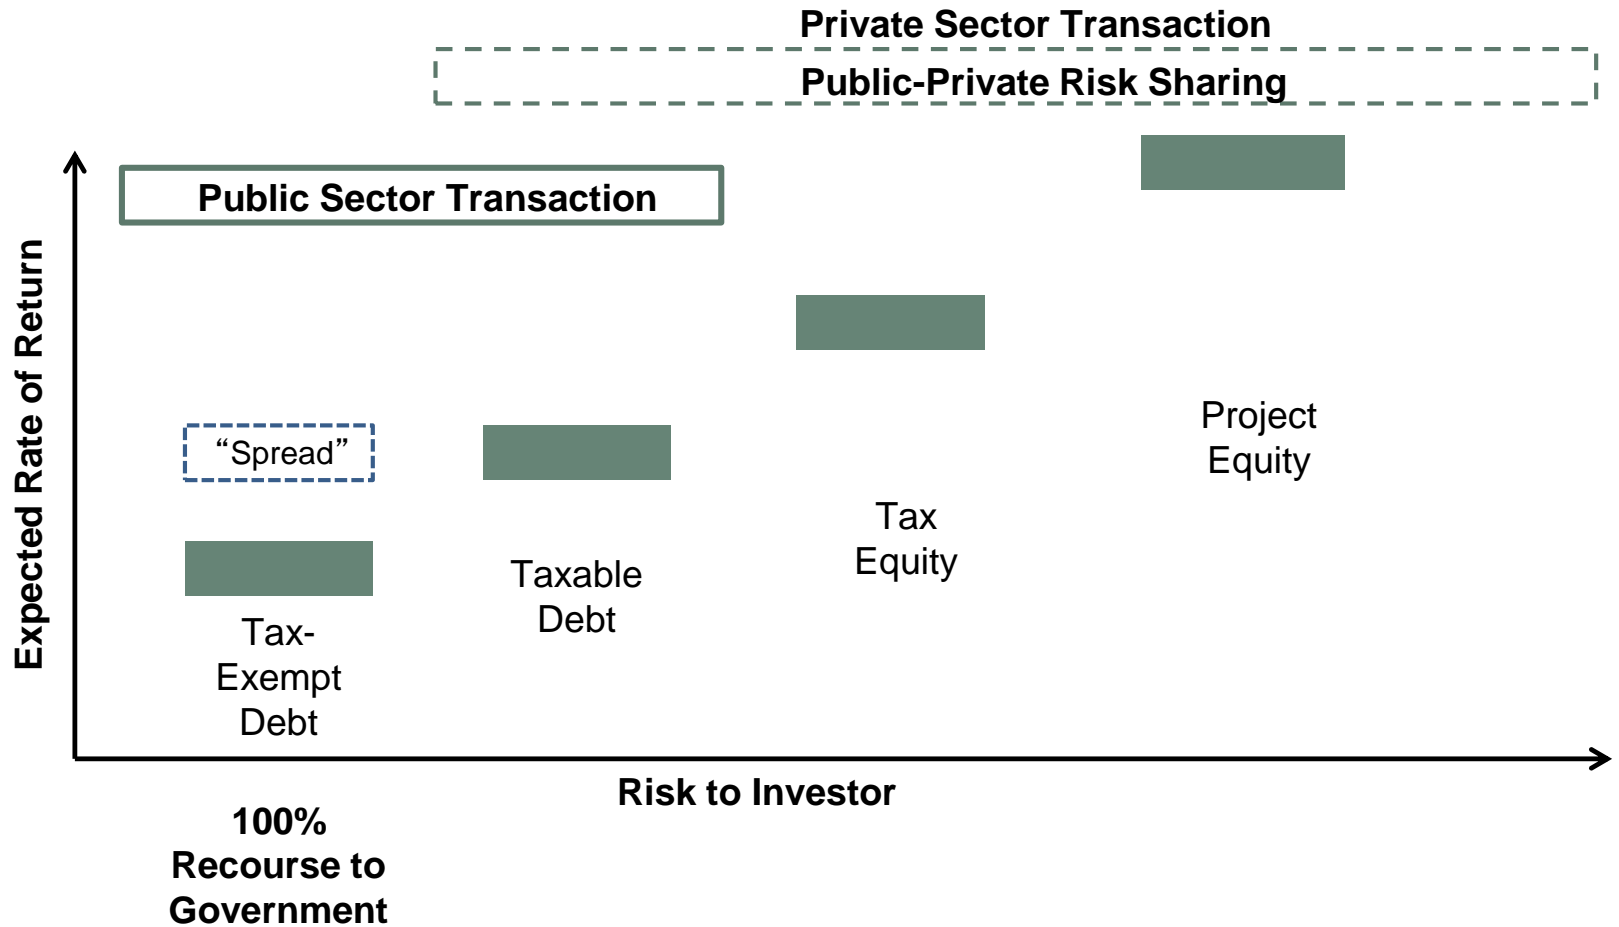 Private Sector Transaction
Public-Private Risk Sharing
Public Sector Transaction
Expected Rate of Return
“Spread”
Tax-
Exempt
Debt
Taxable
Debt
Tax
Equity
Project
Equity
Risk to Investor
100%
Recourse to
Government